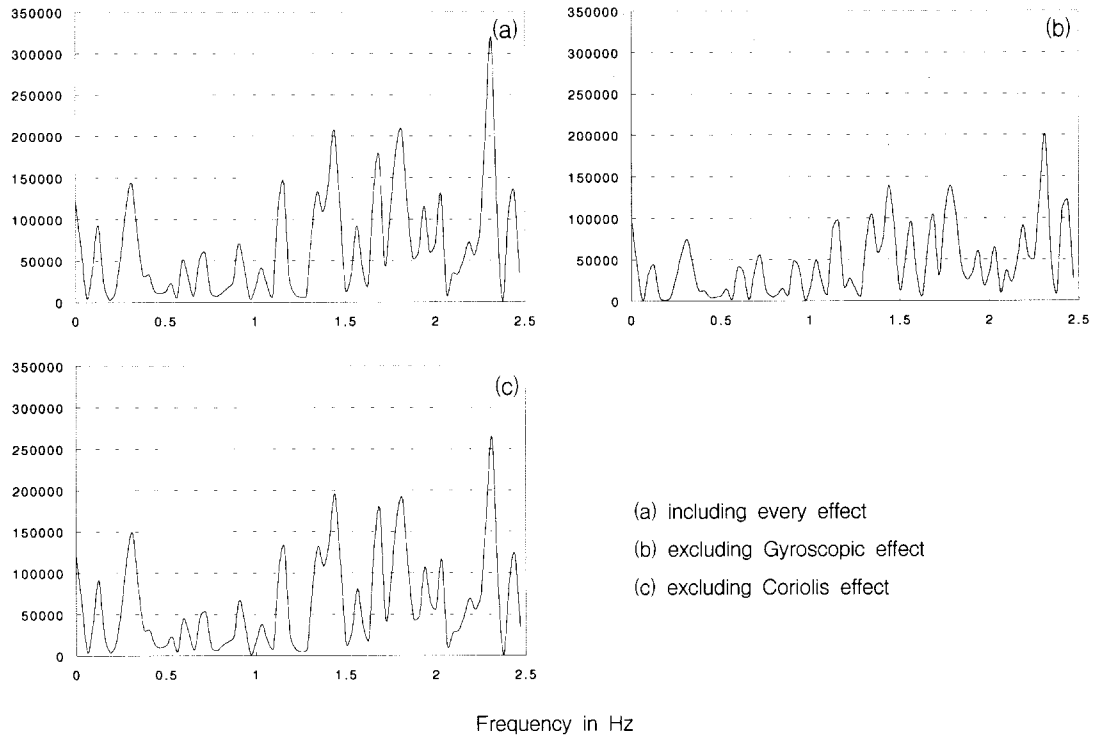 350000
(a)
300000
250000
200000
150000
100000
50000
0
0 0.5 1 1.5 2 2.5
350000
(b)
300000
250000
200000
150000
100000
50000
0
0 0.5 1 1.5 2 2.5
350000
(c)
300000
250000
200000
150000
100000
50000
0
0 0.5 1 1.5 2 2.5
(a) including every effect
(b) excluding Gyroscopic effect
(c) excluding Coriolis effect
Frequency in Hz